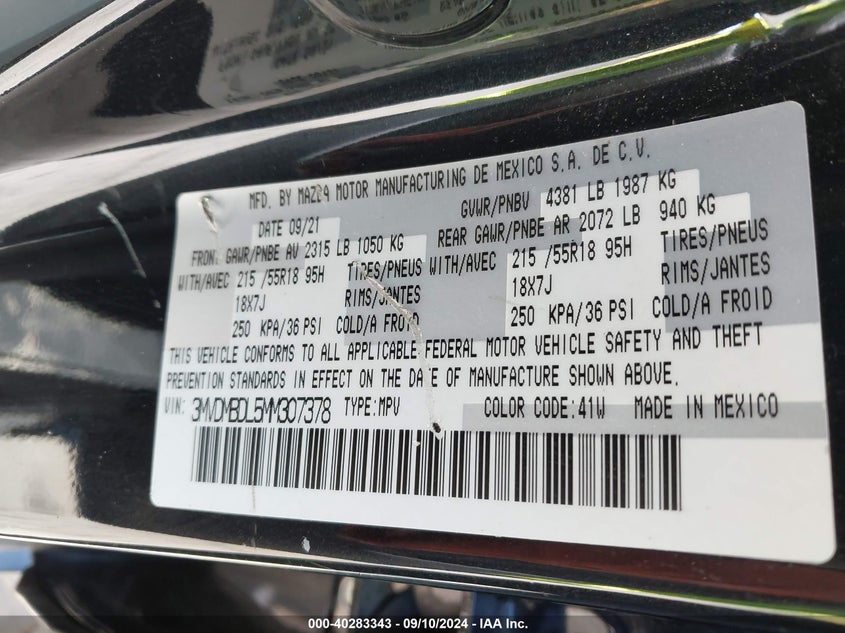 MFD. BY MAZDA MOTOR MANUFACTURING DE MEXICO S.A. DE C.V.
DATE 09/21 GVWR/PNBV 4381 LB 1987 KG
FRONT GAWR/PNBE AV 2315 LB 1050 KG REAR GAWR/PNBE AR 2072 LB 940 KG
WITH/AVEC 215 /55R18 95H TIRES/PNEUS WITH/AVEC 215 /55R18 95H TIRES/PNEUS
18X7J RIMS/JANTES 18X7J RIMS/JANTES
250 KPA/36 PSI COLD/A FROID 250 KPA/36 PSI COLD/A FROID
THIS VEHICLE CONFORMS TO ALL APPLICABLE FEDERAL MOTOR VEHICLE SAFETY AND THEFT
PREVENTION STANDARDS IN EFFECT ON THE DATE OF MANUFACTURE SHOWN ABOVE.
VIN: 3MVDMBDL5MM307378 TYPE:MPV COLOR CODE:41W MADE IN MEXICO
000-40283343 - 09/10/2024 - IAAI, Inc.